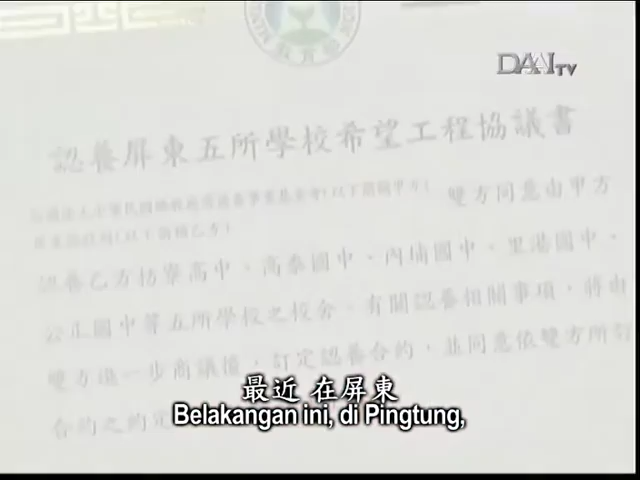 DAAI TV
認養屏東五所學校希望工程協議書
雙方同意由甲方
認養乙方枋寮高中、高泰國中、內埔國中、里港國中、
公正國中等五所學校之校舍，有關認養相關事項，將由
雙方進一步商議後，訂定認養合約，並同意依雙方所
合約之約定
最近 在屏東
Belakangan ini, di Pingtung,